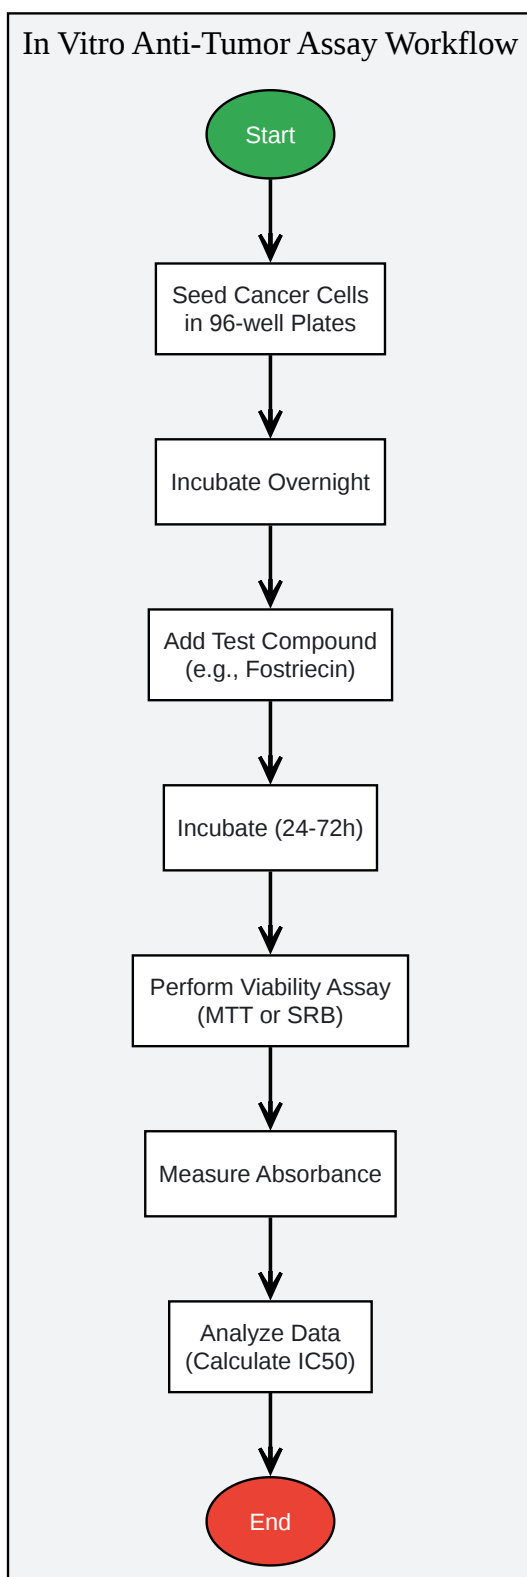 In Vitro Anti-Tumor Assay Workflow
Start
Seed Cancer Cells
in 96-well Plates
Incubate Overnight
Add Test Compound
(e.g., Fostriecin)
Incubate (24-72h)
Perform Viability Assay
(MTT or SRB)
Measure Absorbance
Analyze Data
(Calculate IC50)
End